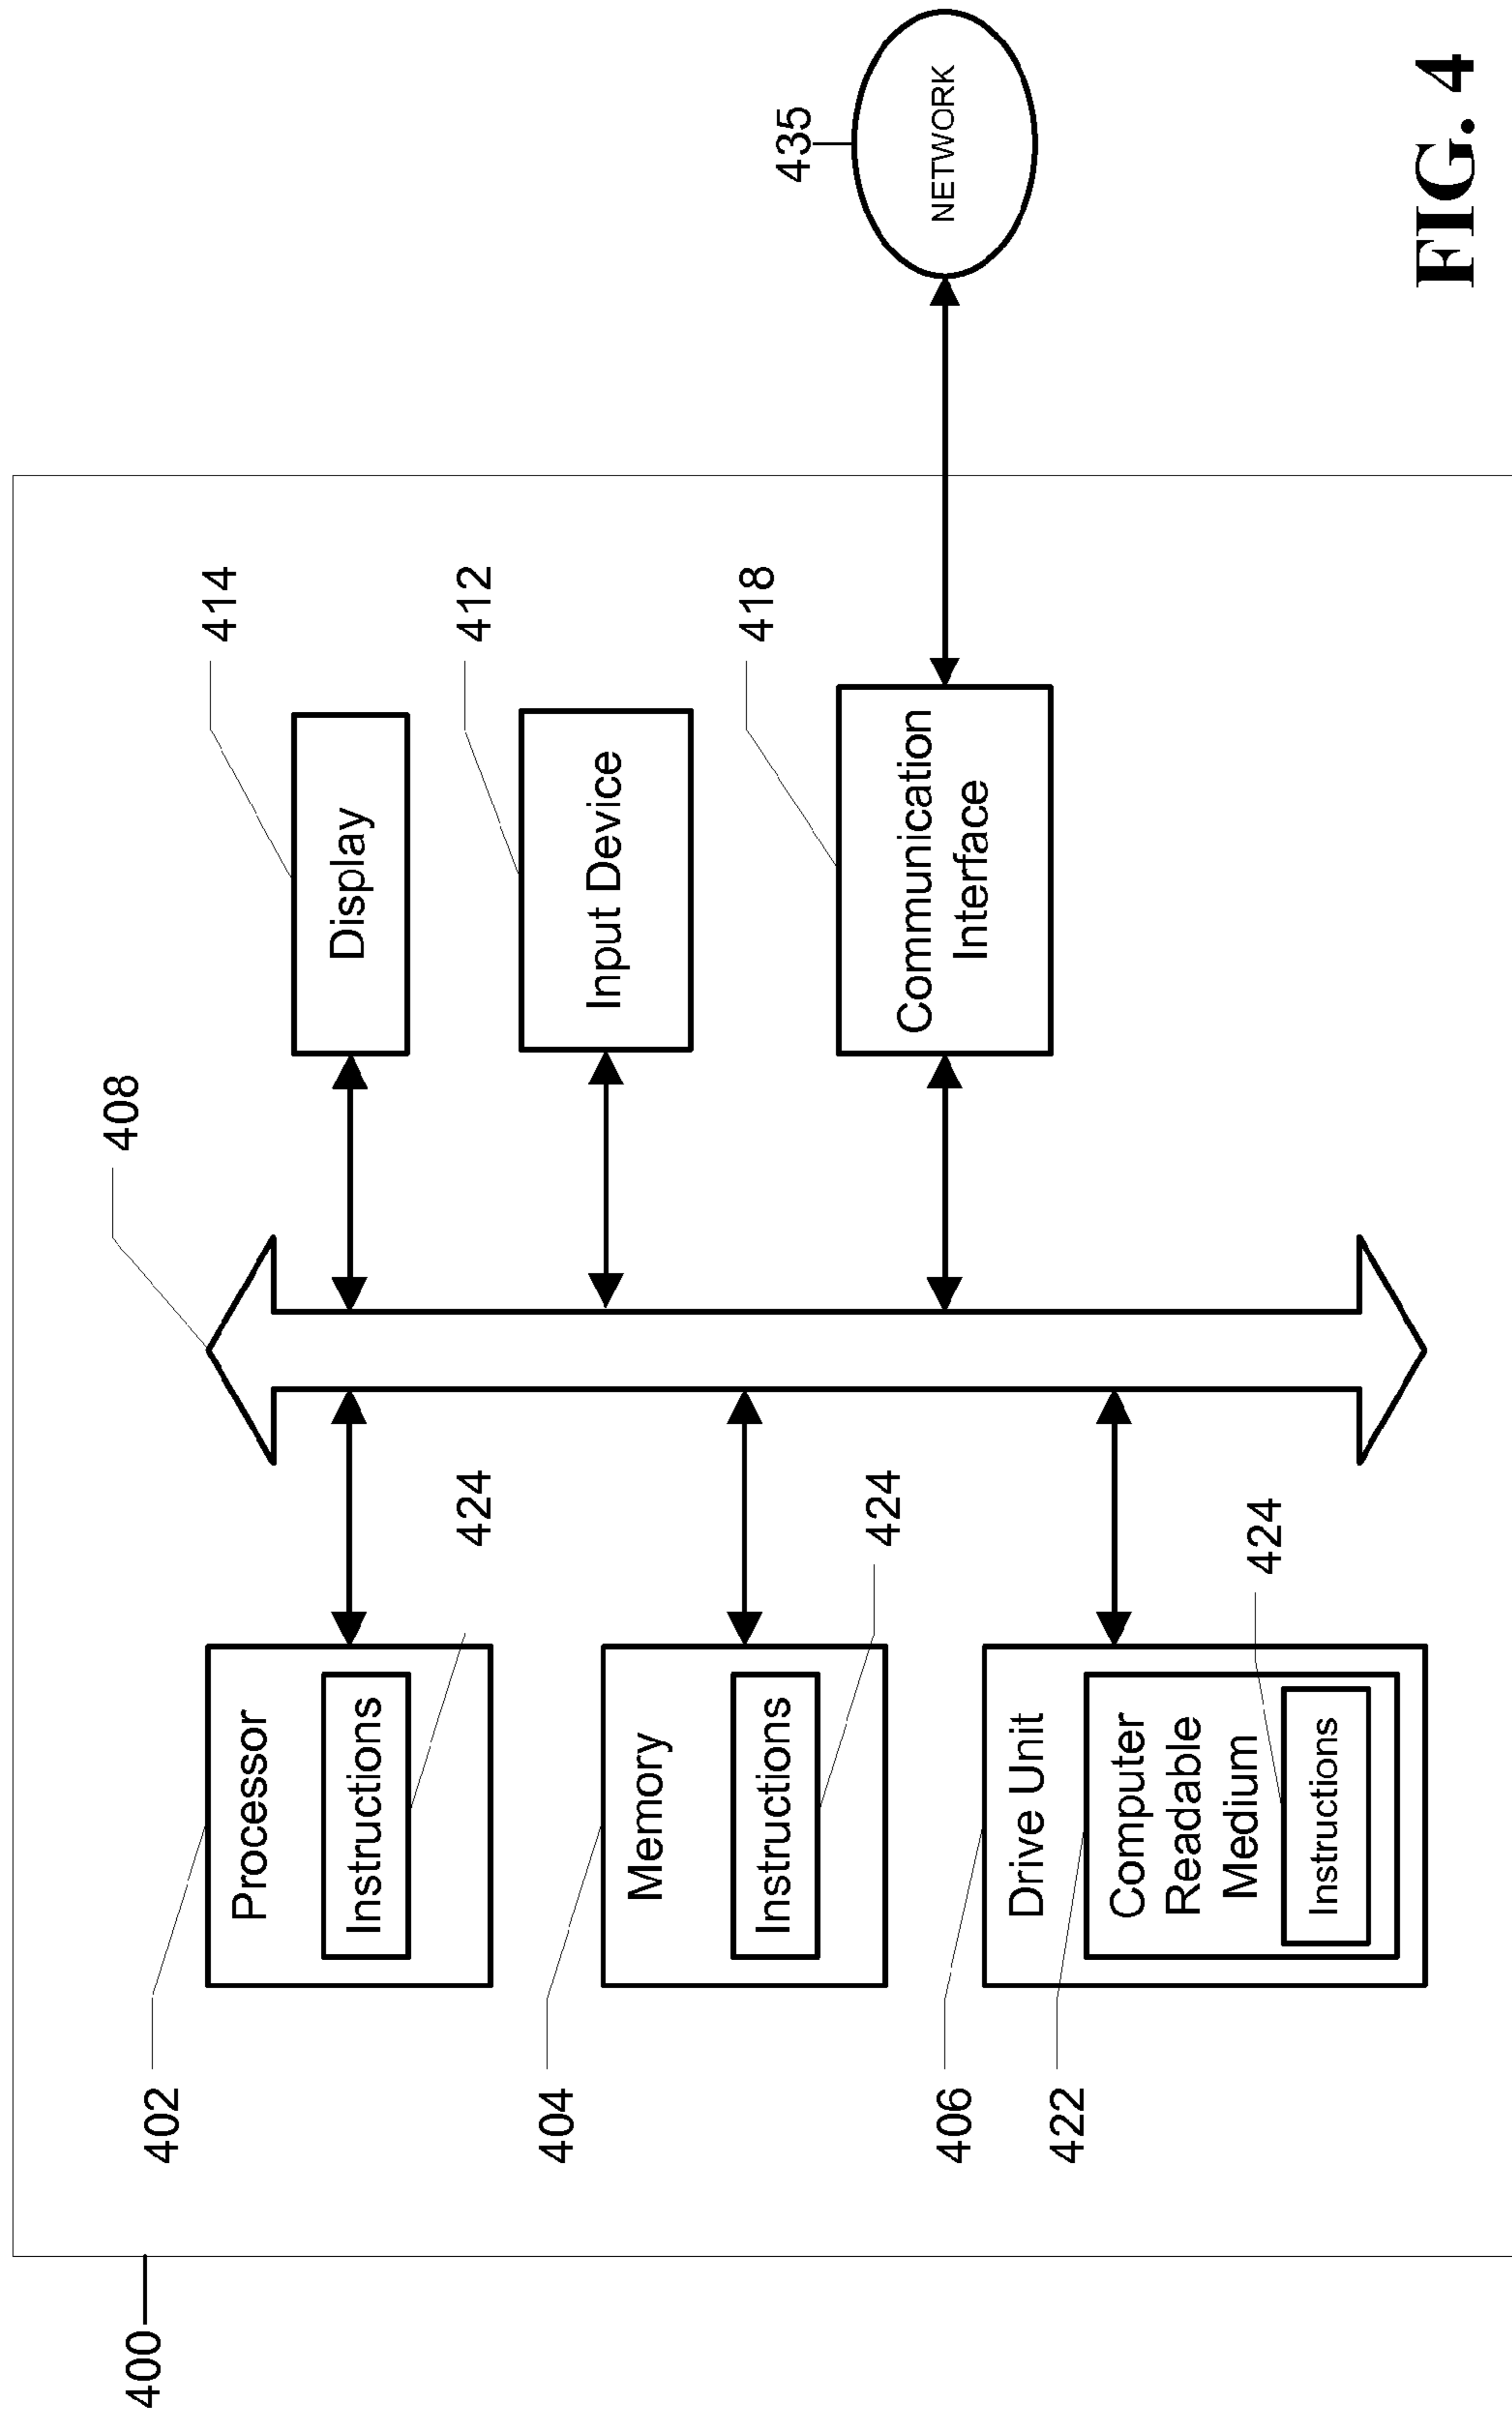 400
408
402
Processor
Instructions
424
Display
414
404
Memory
Instructions
424
Input Device
412
406
422
Drive Unit
Computer
Readable
Medium
Instructions
424
Communication
Interface
418
435
NETWORK
FIG. 4